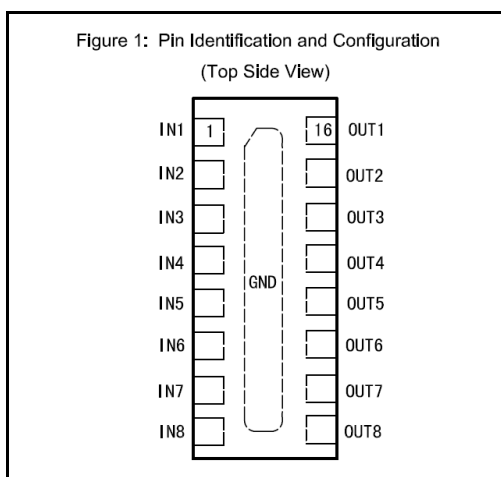 Figure 1: Pin Identification and Configuration
(Top Side View)
IN1 1 16 OUT1
IN2 OUT2
IN3 OUT3
IN4 OUT4
GND
IN5 OUT5
IN6 OUT6
IN7 OUT7
IN8 OUT8